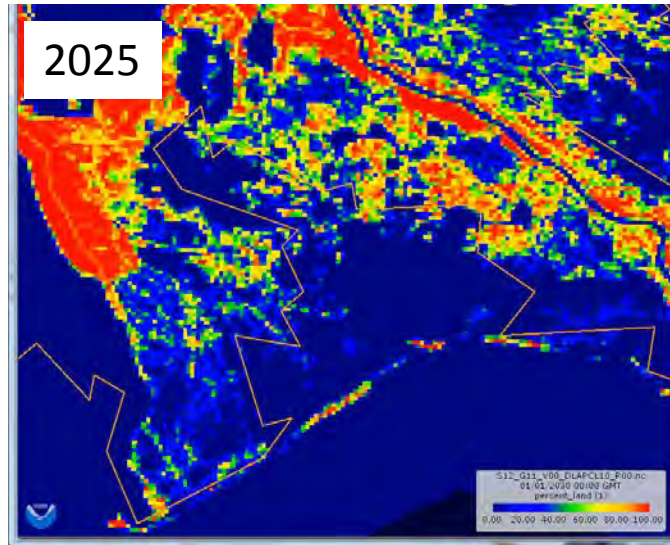 2025
S12_G11_V00_DLAPCL10_P00.nc
01/01/2030 00:00 GMT
percent_land (1)
0.00 20.00 40.00 60.00 80.00 100.00